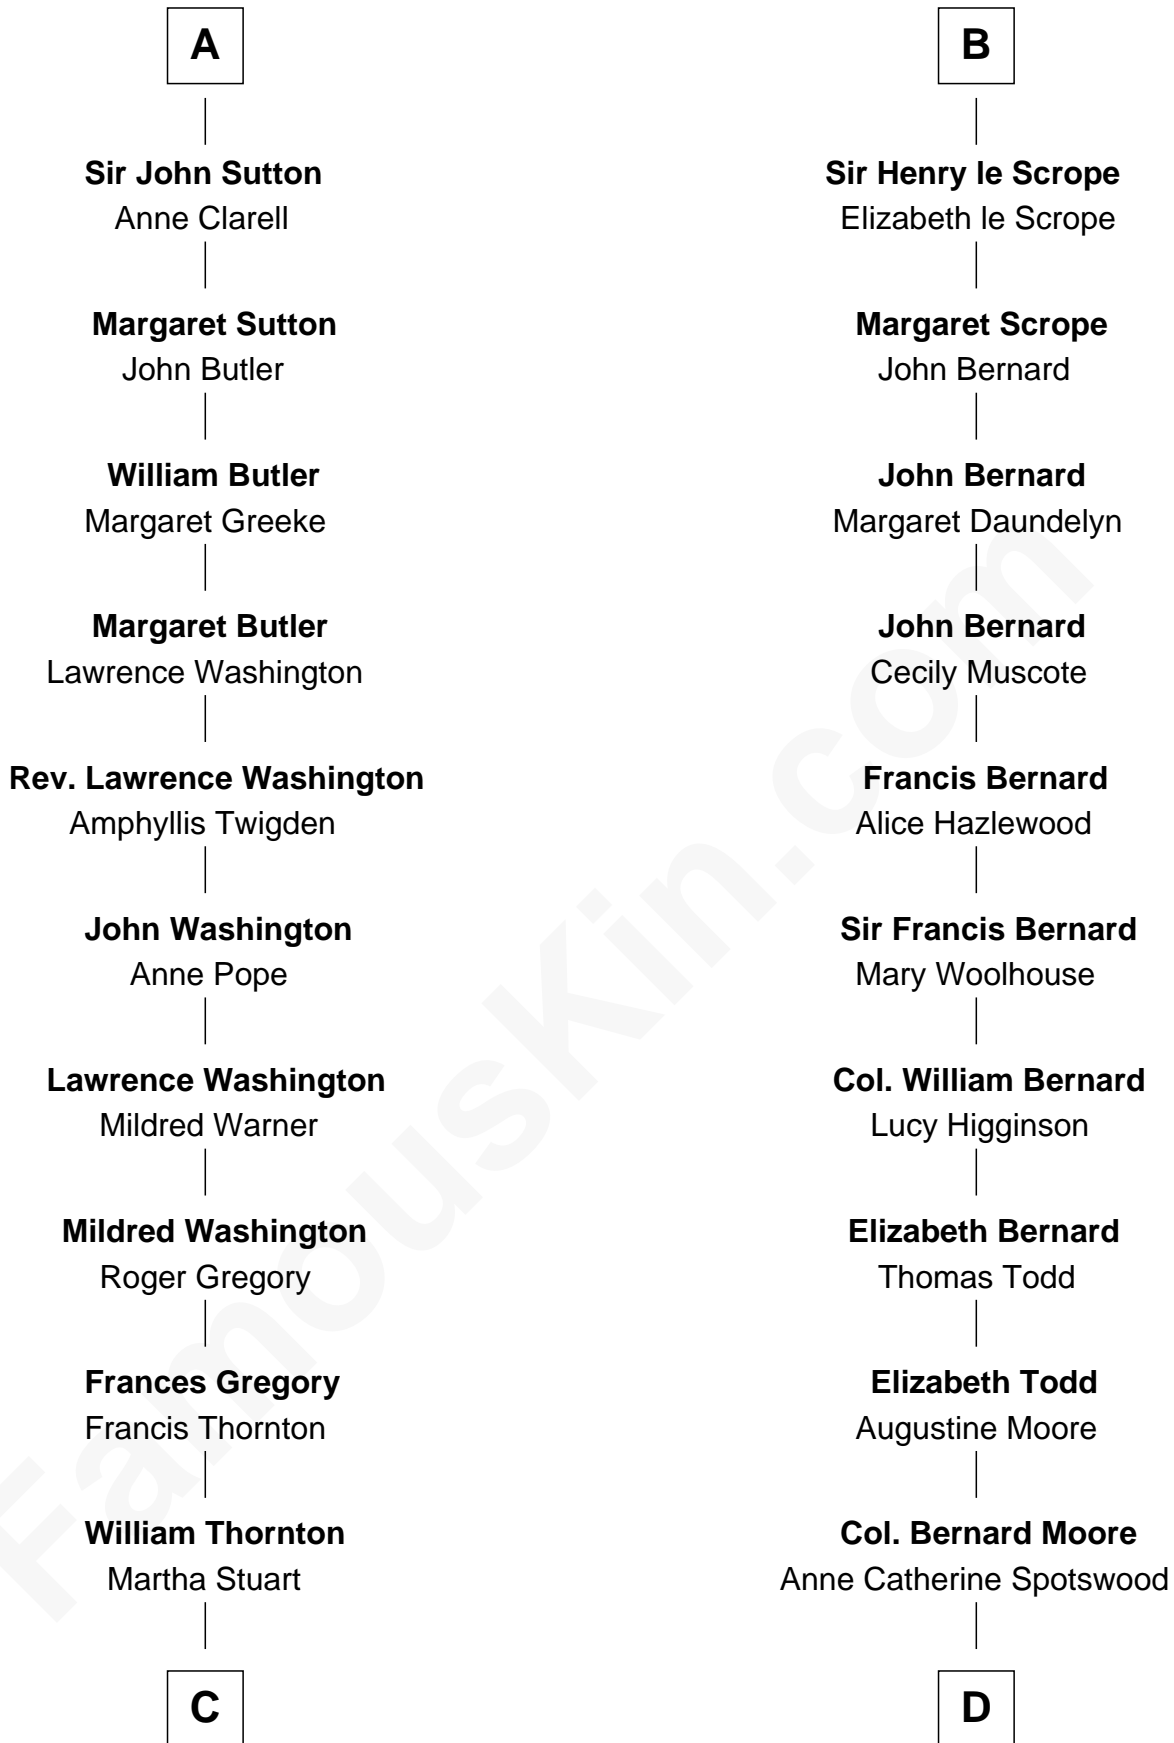 A
Sir John Sutton
Anne Clarell
Margaret Sutton
John Butler
William Butler
Margaret Greeke
Margaret Butler
Lawrence Washington
Rev. Lawrence Washington
Amphyllis Twigden
John Washington
Anne Pope
Lawrence Washington
Mildred Warner
Mildred Washington
Roger Gregory
Frances Gregory
Francis Thornton
William Thornton
Martha Stuart
C
B
Sir Henry le Scrope
Elizabeth le Scrope
Margaret Scrope
John Bernard
John Bernard
Margaret Daundelyn
John Bernard
Cecily Muscote
Francis Bernard
Alice Hazlewood
Sir Francis Bernard
Mary Woolhouse
Col. William Bernard
Lucy Higginson
Elizabeth Bernard
Thomas Todd
Elizabeth Todd
Augustine Moore
Col. Bernard Moore
Anne Catherine Spotswood
D
FamousKin.com